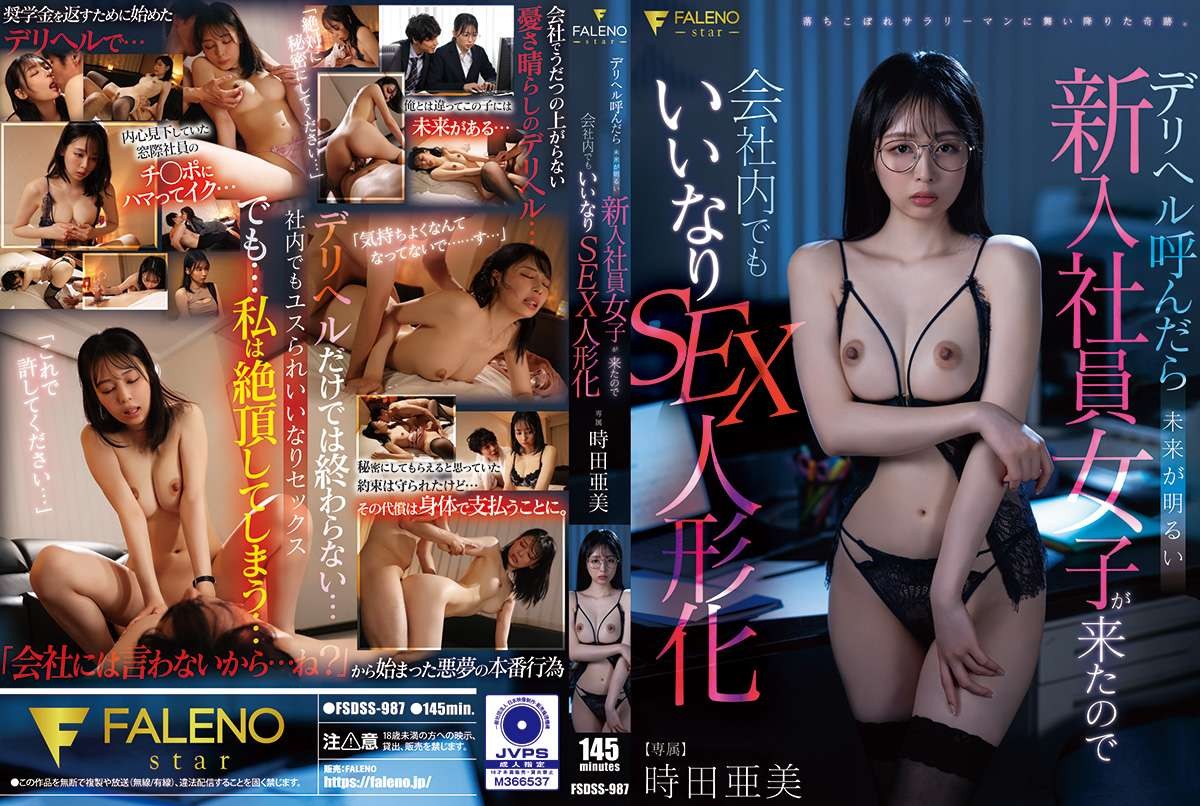 奨学金を返すために始めた
デリヘルで…
内心見下していた
窓際社員の
チ〇ポに
ハマってイク…
「絶対に
秘密にしてください…」
俺とは違ってこの子には
未来がある…
会社でうだつの上がらない
憂さ晴らしのデリヘル…
「気持ちよくなんて
なってないで……す…」
デリヘルだけでは終わらない…
社内でもユスられいいなりセックス
でも…私は絶頂してしまう…
「これで
許してください…」
秘密にしてもらえると思っていた
約束は守られたけど…
その代償は身体で支払うことに。
「会社には言わないから…ね?」から始まった悪夢の本番行為
FALENO
star
●この作品を無断で複製や放送(無線/有線)、違法配信することを固く禁じます。
●FSDSS-987 ●145min.
注意
18歳未満の方への映示、
貸出、販売を禁じます。
販売:FALENO
https://faleno.jp/
JVPS
成人指定
M366537
FALENO
star
デリヘル呼んだら未来が明るい新入社員女子が来たので
会社内でもいいなりSEX人形化
専属
時田亜美
145
minutes
FSDSS-987
FALENO
star
落ちこぼれサラリーマンに舞い降りた奇跡。
デリヘル呼んだら未来が明るい
新入社員女子が来たので
会社内でも
いいなりSEX人形化
【専属】
時田亜美